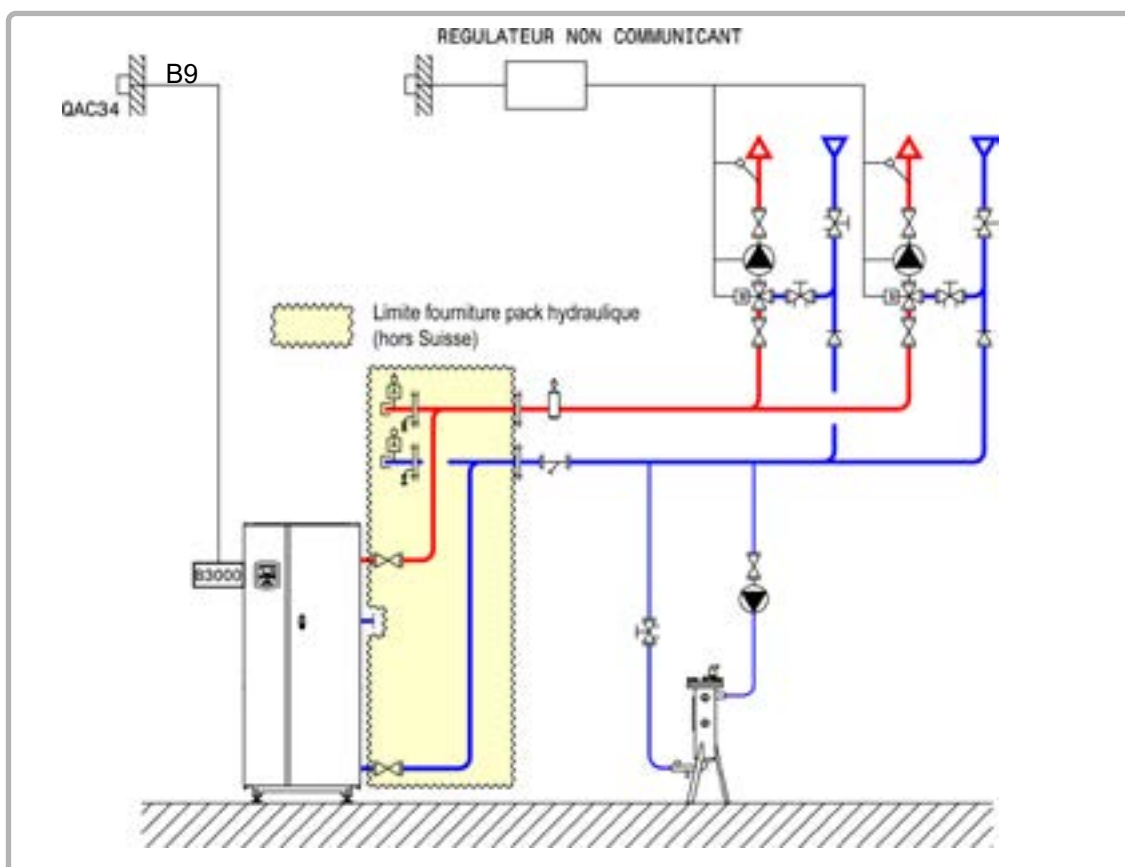 REGULATEUR NON COMMUNICANT
B9
QAC34
Limite fourniture pack hydraulique
(hors Suisse)
B3000